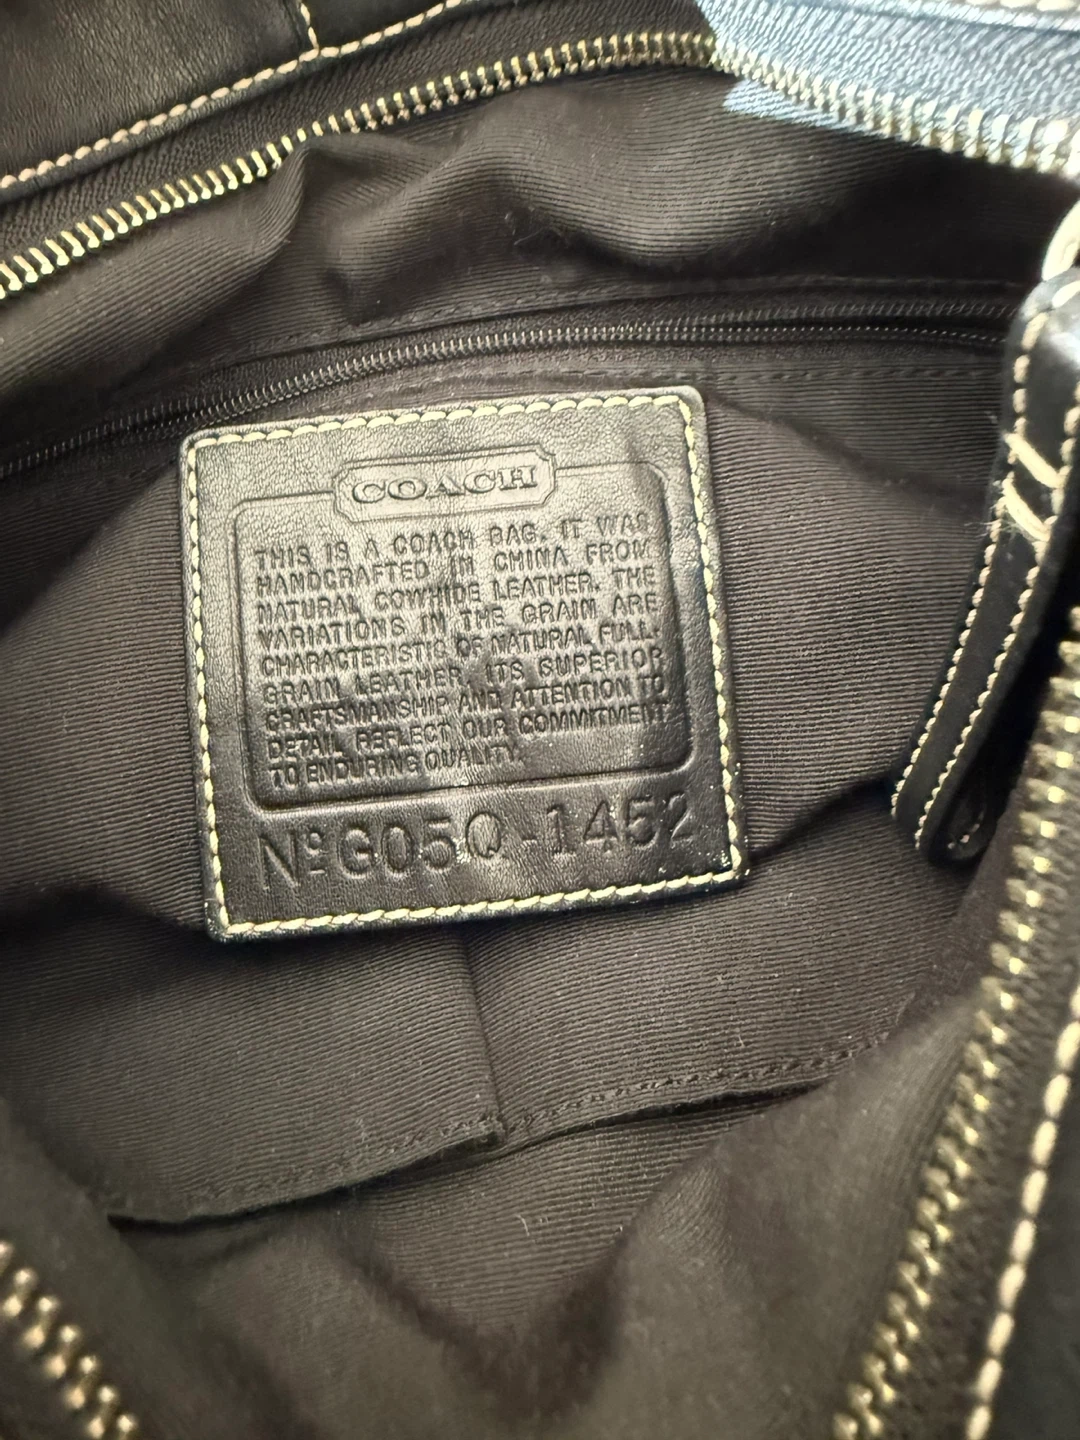 COACH
THIS IS A COACH BAG. IT WAS
HANDCRAFTED IN CHINA FROM
NATURAL COWHIDE LEATHER. THE
VARIATIONS IN THE GRAIN ARE
CHARACTERISTIC OF NATURAL FULL-
GRAIN LEATHER. ITS SUPERIOR
CRAFTSMANSHIP AND ATTENTION TO
DETAIL REFLECT OUR COMMITMENT
TO ENDURING QUALITY.
Nº G05Q-1452